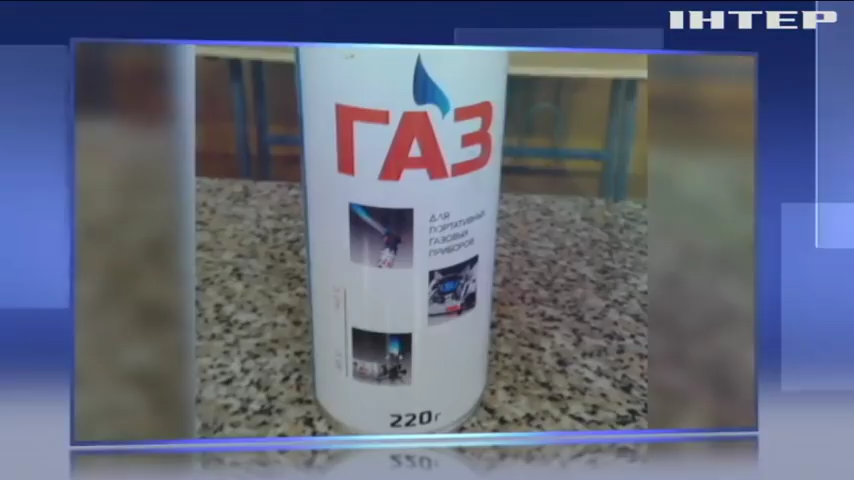 ІНТЕР
ГАЗ
ДЛЯ
ПОРТАТИВНЫХ
ГАЗОВЫХ
ПРИБОРОВ
220г